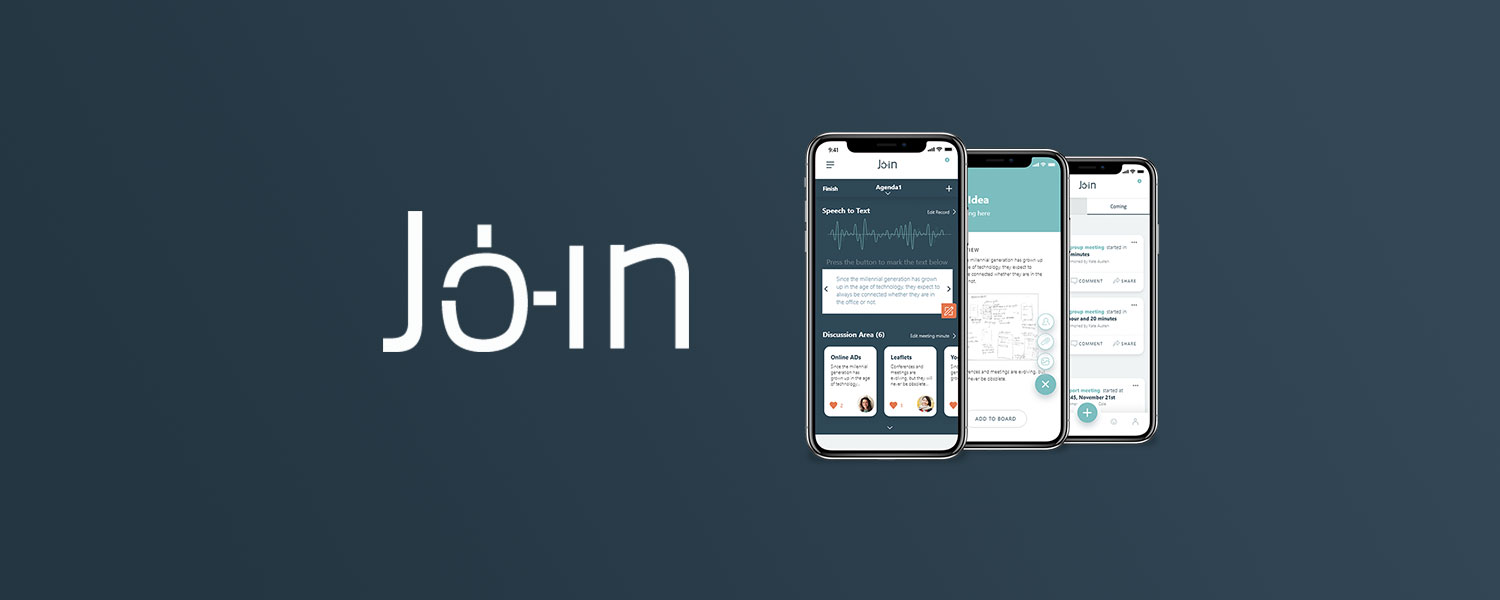 Join
9:41
Join
Finish
Agenda1
Speech to Text
Edit Record
Press the button to mark the text below
Since the millennial generation has grown
up in the age of technology, they expect to
always be connected whether they are in
the office or not.
Discussion Area (6)
Edit meeting minute
Online ADs
Since the millennial
generation has
grown up in the age
of technology...
2
Leaflets
Conferences and
meetings are
evolving, but they will
never be obsolete...
Idea
ng here
VIEW
he millennial generation has grown up
of technology, they expect to
e connected whether they are in the
not.
ences and meetings are evolving, but
never be obsolete.
ADD TO BOARD
Join
Coming
group meeting started in
minutes
COMMENT
SHARE
group meeting started in
our and 20 minutes
COMMENT
SHARE
port meeting started at
45, November 21st